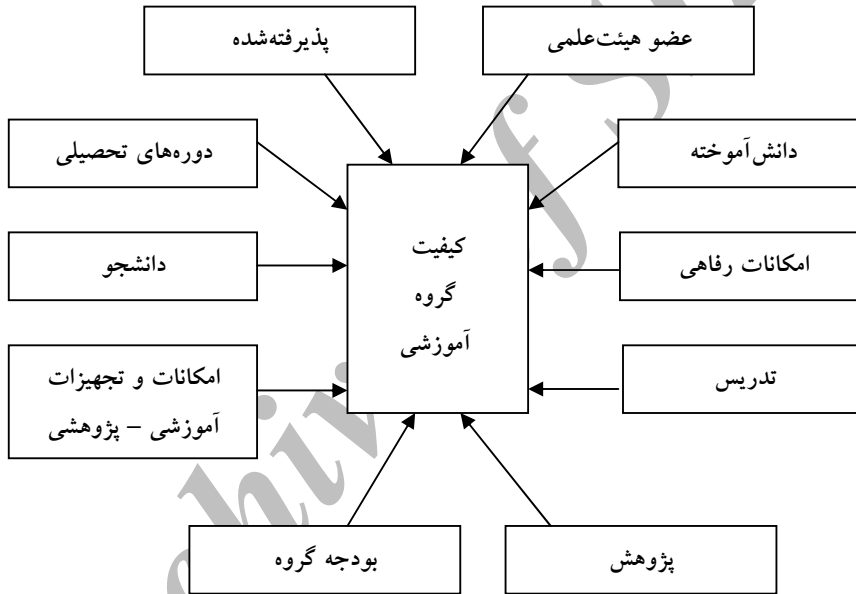 عضو هیئت‌علمی
پذیرفته‌شده
دانش‌آموخته
دوره‌های تحصیلی
کیفیت
گروه
آموزشی
امکانات رفاهی
دانشجو
تدریس
امکانات و تجهیزات
آموزشی – پژوهشی
پژوهش
بودجه گروه